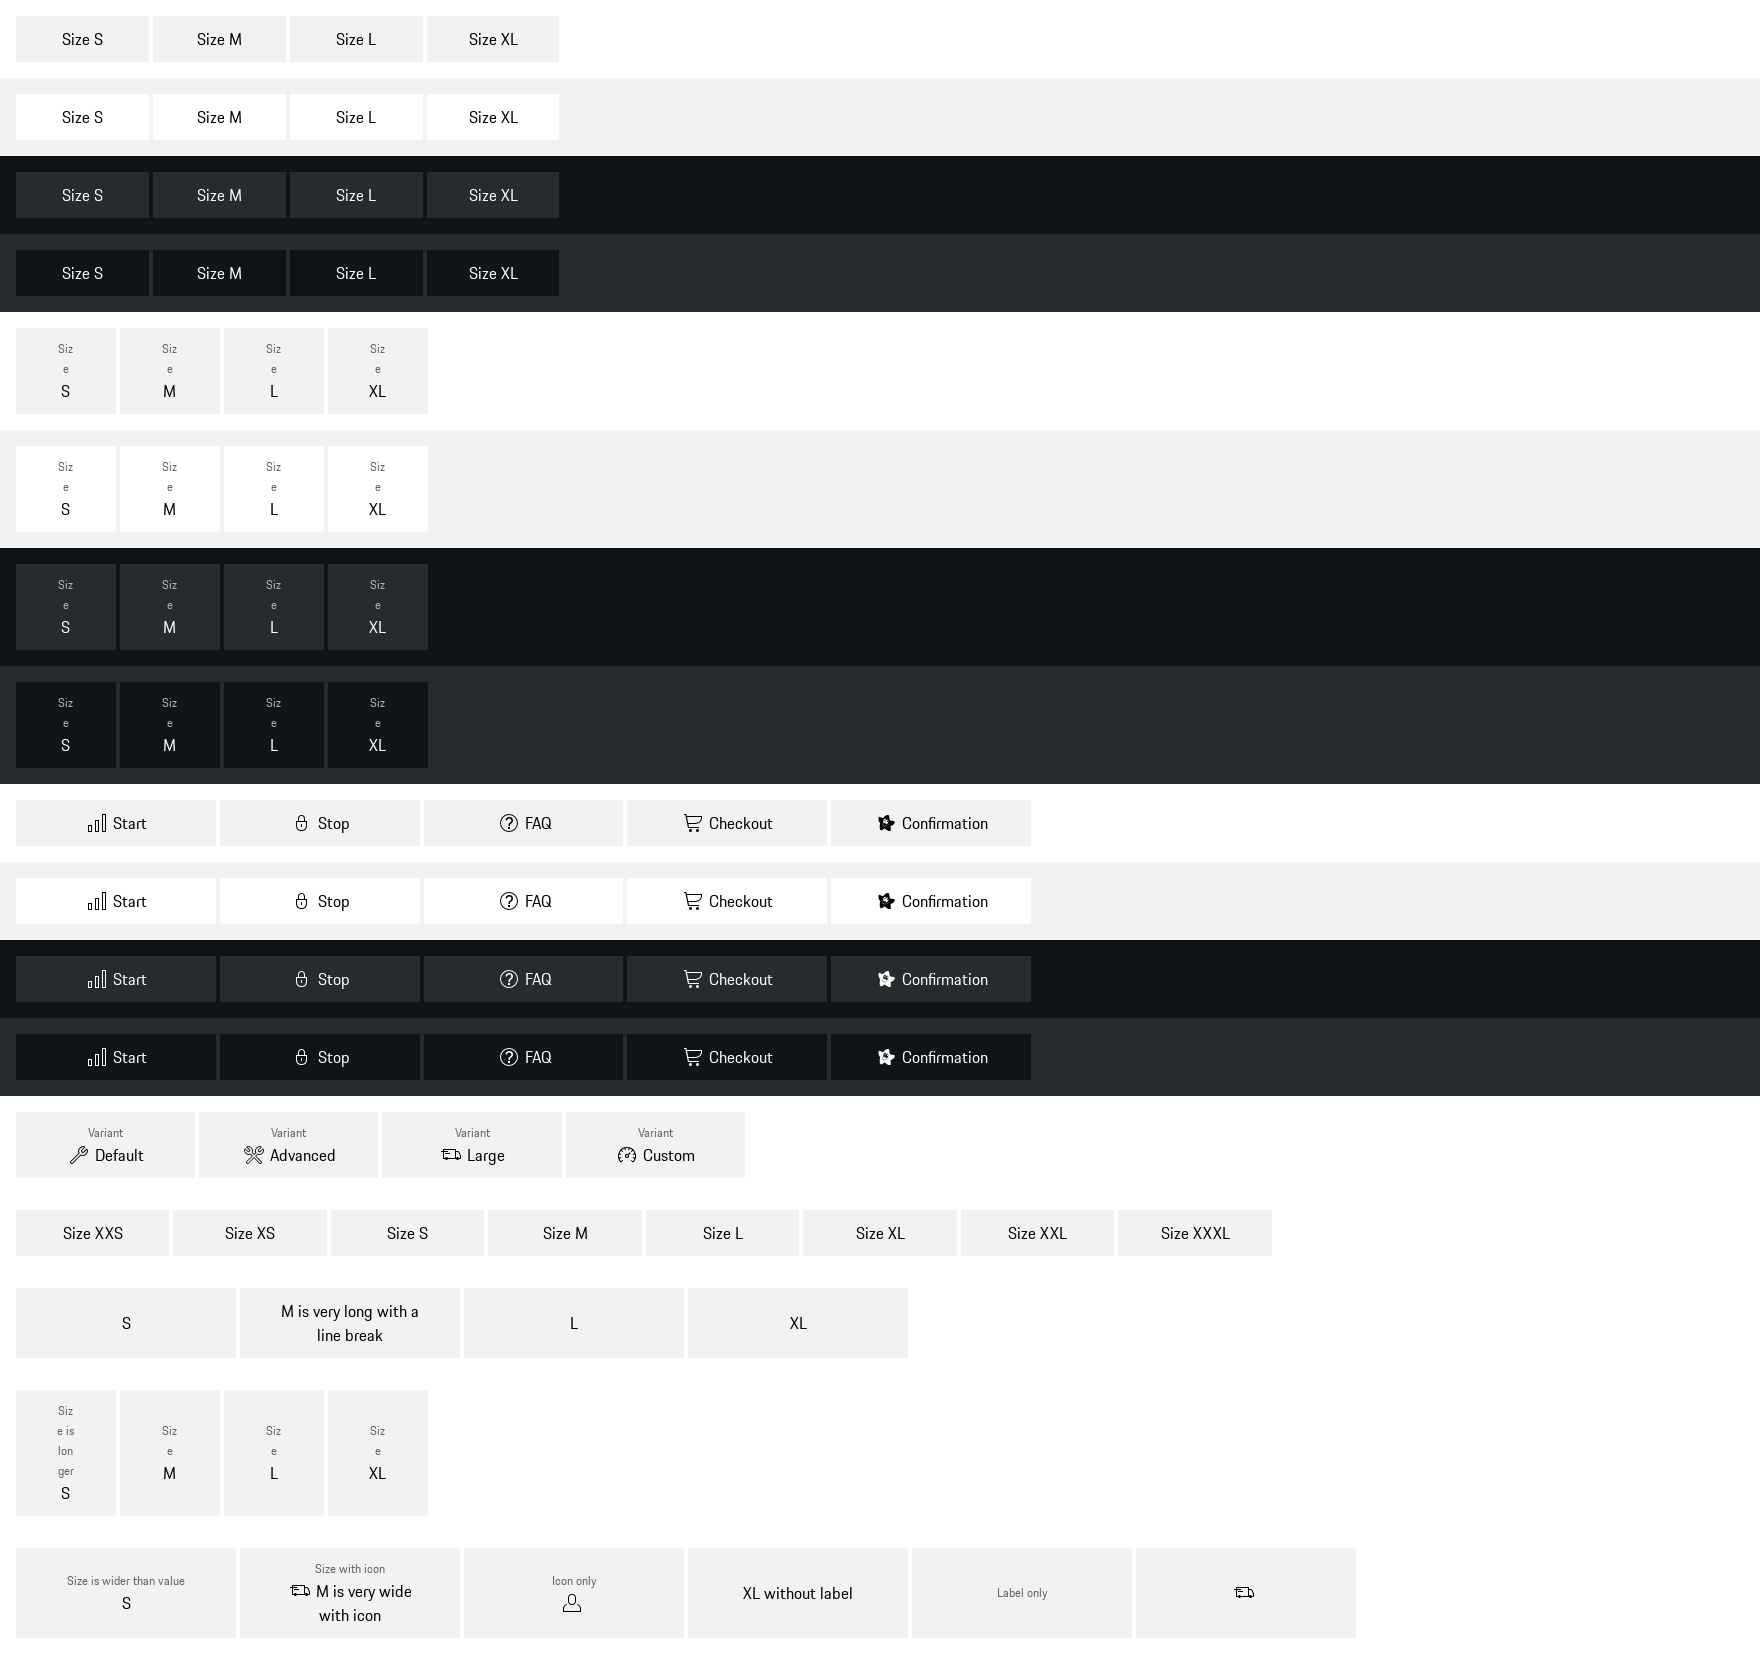 Size S Size M Size L Size XL
Size S Size M Size L Size XL
Size S Size M Size L Size XL
Size S Size M Size L Size XL
Siz Siz Siz Siz
e e e e
S M L XL
Siz Siz Siz Siz
e e e e
S M L XL
Siz Siz Siz Siz
e e e e
S M L XL
Siz Siz Siz Siz
e e e e
S M L XL
Start Stop FAQ Checkout Confirmation
Start Stop FAQ Checkout Confirmation
Start Stop FAQ Checkout Confirmation
Start Stop FAQ Checkout Confirmation
Variant Variant Variant Variant
Default Advanced Large Custom
Size XXS Size XS Size S Size M Size L Size XL Size XXL Size XXXL
S
M is very long with a
line break
L
XL
Siz
e is
lon
ger
S
Siz
e
M
Siz
e
L
Siz
e
XL
Size is wider than value
S
Size with icon
M is very wide
with icon
Icon only
XL without label
Label only